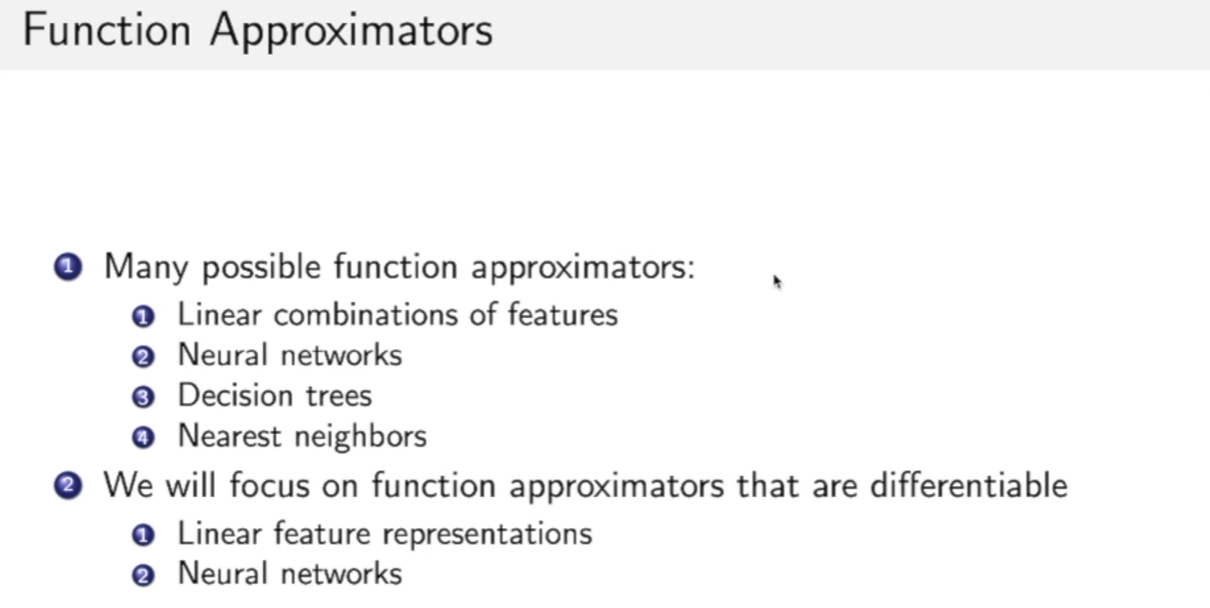 Function Approximators
1 Many possible function approximators:
1 Linear combinations of features
2 Neural networks
3 Decision trees
4 Nearest neighbors
2 We will focus on function approximators that are differentiable
1 Linear feature representations
2 Neural networks